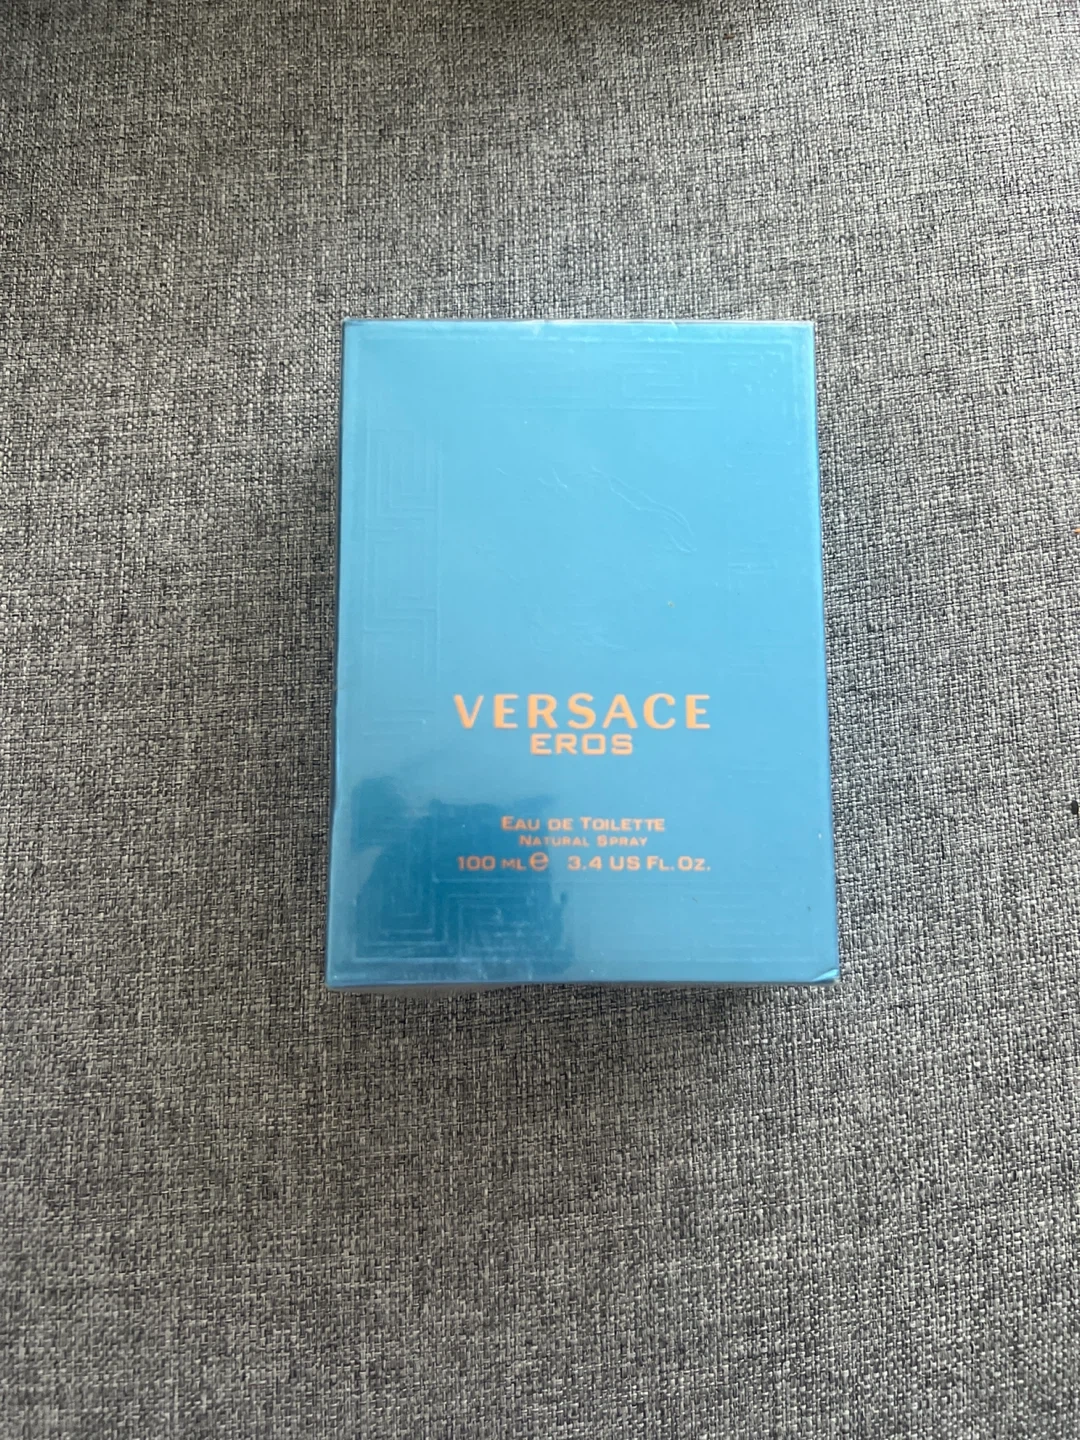 VERSACE
EROS
EAU DE TOILETTE
NATURAL SPRAY
100 ML ℮ 3.4 US FL. OZ.